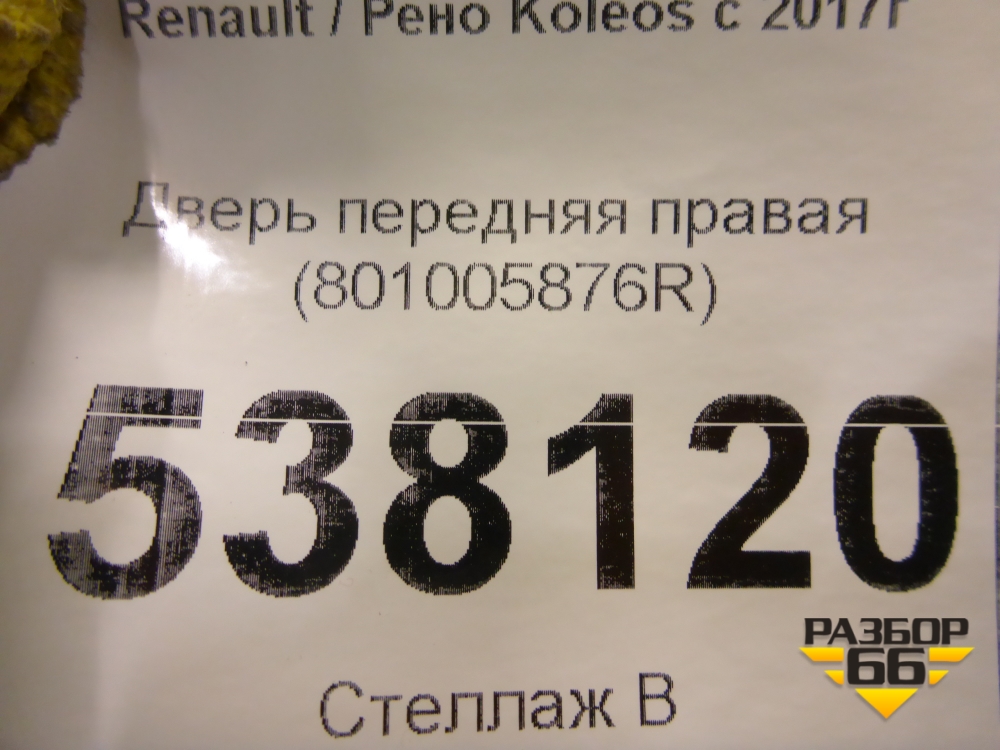 Renault / Рено Koleos с 2017г
Дверь передняя правая
(801005876R)
538120
РАЗБОР
66
Стеллаж В